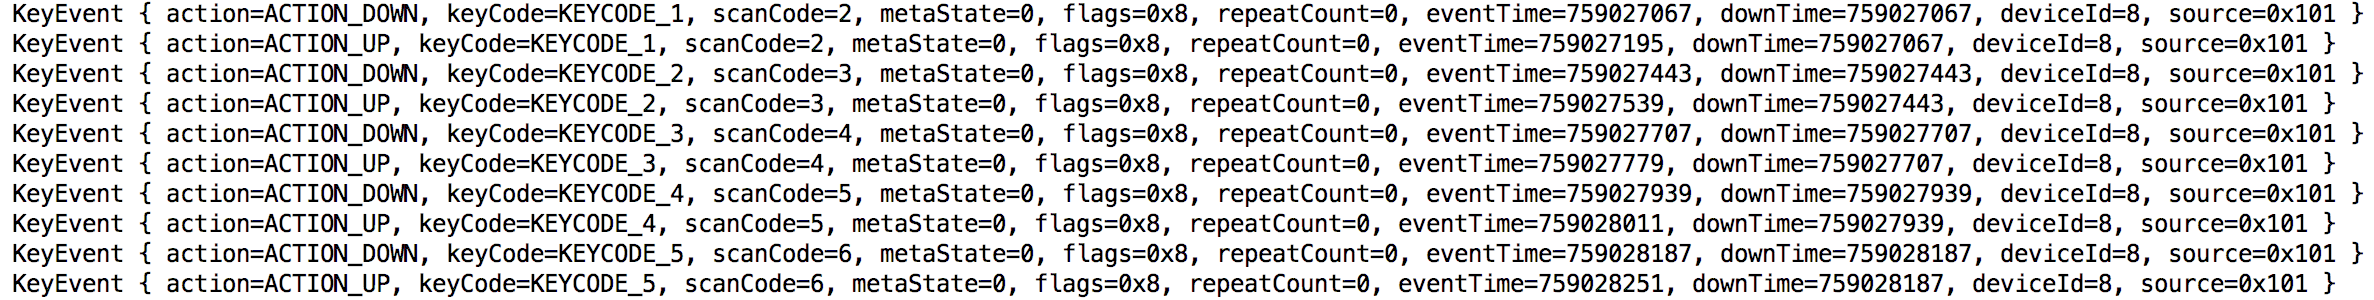 KeyEvent { action=ACTION_DOWN, keyCode=KEYCODE_1, scanCode=2, metaState=0, flags=0x8, repeatCount=0, eventTime=759027067, downTime=759027067, deviceId=8, source=0x101 }
KeyEvent { action=ACTION_UP, keyCode=KEYCODE_1, scanCode=2, metaState=0, flags=0x8, repeatCount=0, eventTime=759027195, downTime=759027067, deviceId=8, source=0x101 }
KeyEvent { action=ACTION_DOWN, keyCode=KEYCODE_2, scanCode=3, metaState=0, flags=0x8, repeatCount=0, eventTime=759027443, downTime=759027443, deviceId=8, source=0x101 }
KeyEvent { action=ACTION_UP, keyCode=KEYCODE_2, scanCode=3, metaState=0, flags=0x8, repeatCount=0, eventTime=759027539, downTime=759027443, deviceId=8, source=0x101 }
KeyEvent { action=ACTION_DOWN, keyCode=KEYCODE_3, scanCode=4, metaState=0, flags=0x8, repeatCount=0, eventTime=759027707, downTime=759027707, deviceId=8, source=0x101 }
KeyEvent { action=ACTION_UP, keyCode=KEYCODE_3, scanCode=4, metaState=0, flags=0x8, repeatCount=0, eventTime=759027779, downTime=759027707, deviceId=8, source=0x101 }
KeyEvent { action=ACTION_DOWN, keyCode=KEYCODE_4, scanCode=5, metaState=0, flags=0x8, repeatCount=0, eventTime=759027939, downTime=759027939, deviceId=8, source=0x101 }
KeyEvent { action=ACTION_UP, keyCode=KEYCODE_4, scanCode=5, metaState=0, flags=0x8, repeatCount=0, eventTime=759028011, downTime=759027939, deviceId=8, source=0x101 }
KeyEvent { action=ACTION_DOWN, keyCode=KEYCODE_5, scanCode=6, metaState=0, flags=0x8, repeatCount=0, eventTime=759028187, downTime=759028187, deviceId=8, source=0x101 }
KeyEvent { action=ACTION_UP, keyCode=KEYCODE_5, scanCode=6, metaState=0, flags=0x8, repeatCount=0, eventTime=759028251, downTime=759028187, deviceId=8, source=0x101 }